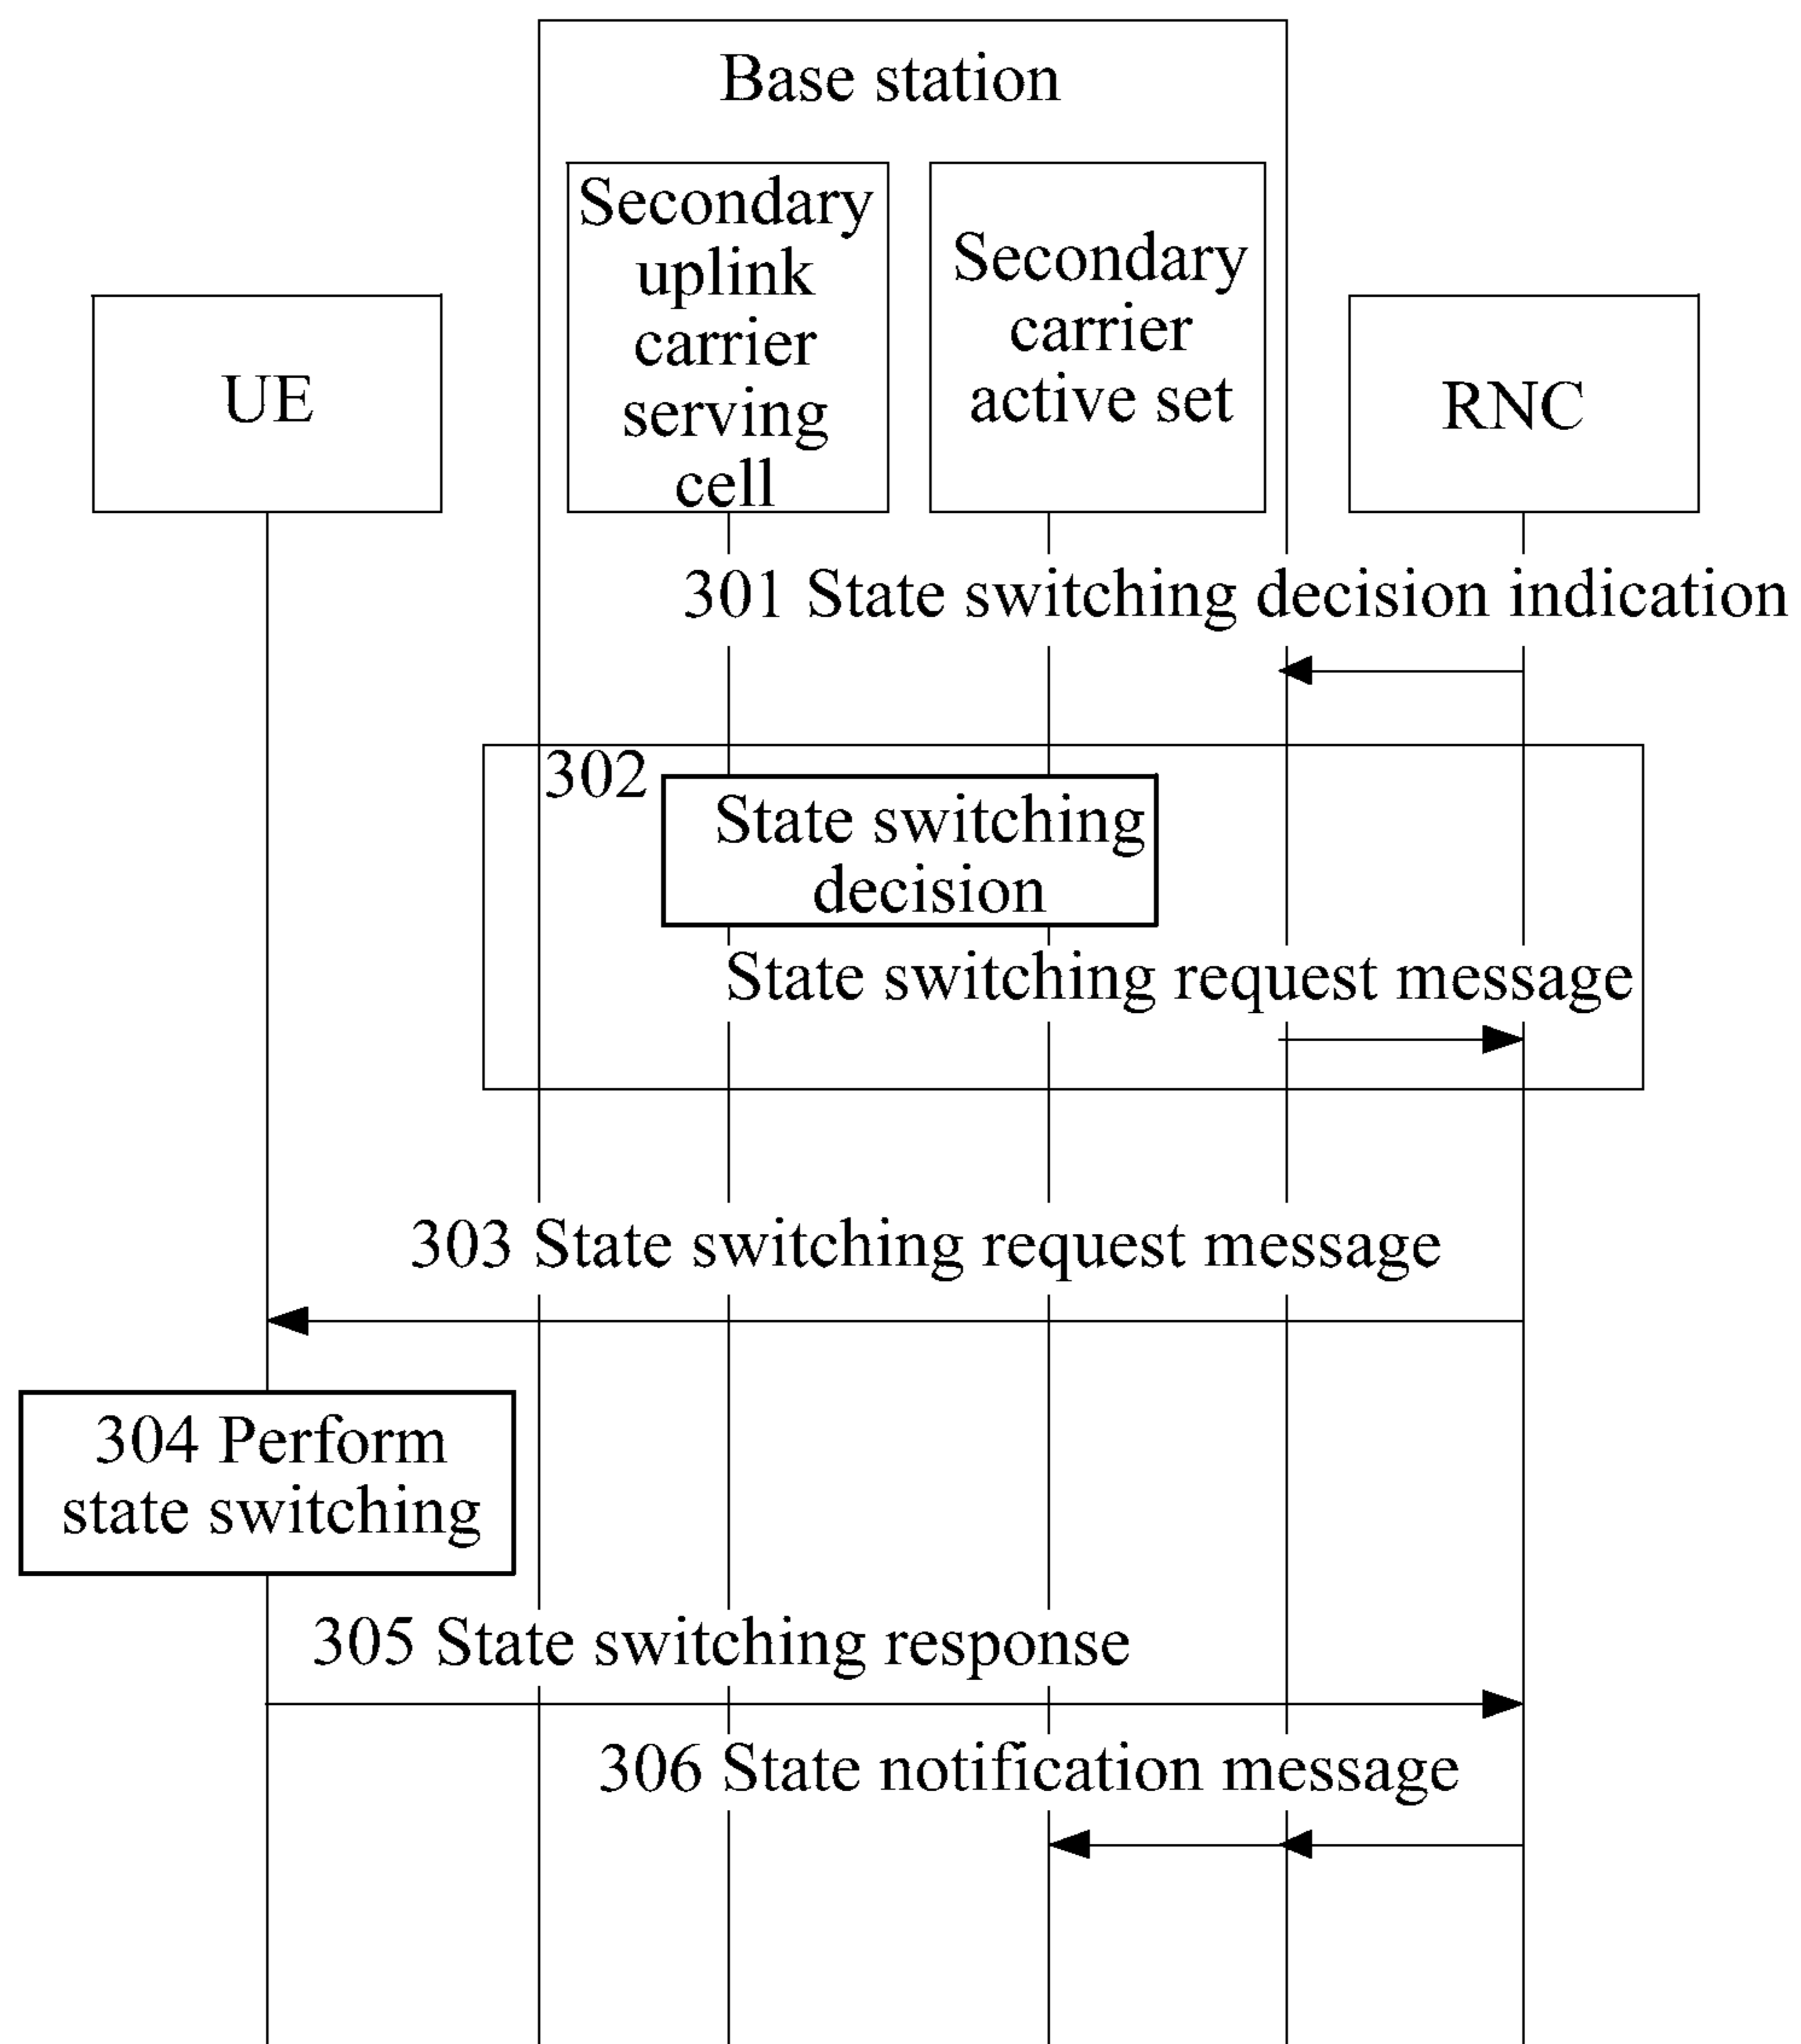 Base station
Secondary
uplink
carrier
serving
cell
Secondary
carrier
active set
UE
RNC
301 State switching decision indication
302
State switching
decision
State switching request message
303 State switching request message
304 Perform
state switching
305 State switching response
306 State notification message